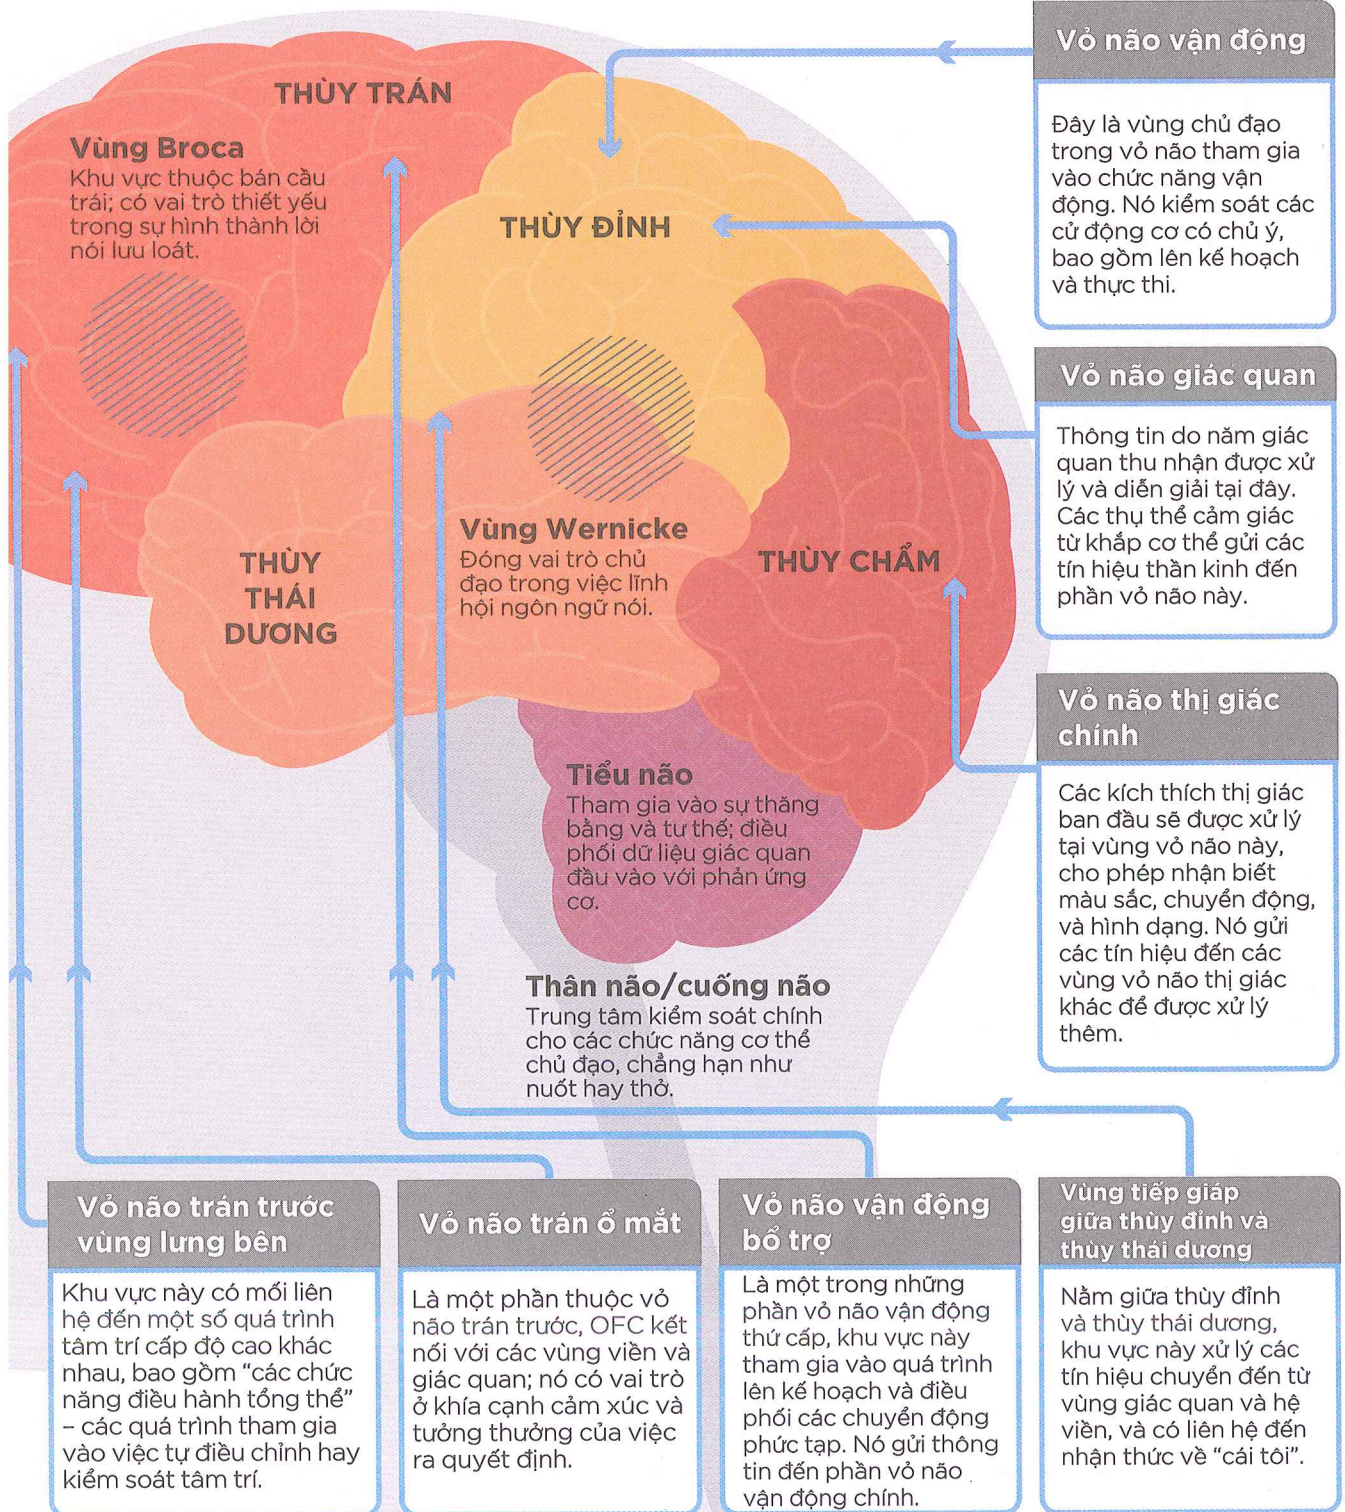 THÙY TRÁN
Vùng Broca
Khu vực thuộc bán cầu
trái; có vai trò thiết yếu
trong sự hình thành lời
nói lưu loát.
THÙY ĐỈNH
Vùng Wernicke
Đóng vai trò chủ
đạo trong việc lĩnh
hội ngôn ngữ nói.
THÙY
THÁI
DƯƠNG
THÙY CHẨM
Tiểu não
Tham gia vào sự thăng
bằng và tư thế; điều
phối dữ liệu giác quan
đầu vào với phản ứng
cơ.
Thân não/cuống não
Trung tâm kiểm soát chính
cho các chức năng cơ thể
chủ đạo, chẳng hạn như
nuốt hay thở.
Vỏ não vận động
Đây là vùng chủ đạo
trong vỏ não tham gia
vào chức năng vận
động. Nó kiểm soát các
cử động cơ có chủ ý,
bao gồm lên kế hoạch
và thực thi.
Vỏ não giác quan
Thông tin do năm giác
quan thu nhận được xử
lý và diễn giải tại đây.
Các thụ thể cảm giác
từ khắp cơ thể gửi các
tín hiệu thần kinh đến
phần vỏ não này.
Vỏ não thị giác
chính
Các kích thích thị giác
ban đầu sẽ được xử lý
tại vùng vỏ não này,
cho phép nhận biết
màu sắc, chuyển động,
và hình dạng. Nó gửi
các tín hiệu đến các
vùng vỏ não thị giác
khác để được xử lý
thêm.
Vỏ não trán trước
vùng lưng bên
Khu vực này có mối liên
hệ đến một số quá trình
tâm trí cấp độ cao khác
nhau, bao gồm “các chức
năng điều hành tổng thể”
– các quá trình tham gia
vào việc tự điều chỉnh hay
kiểm soát tâm trí.
Vỏ não trán ổ mắt
Là một phần thuộc vỏ
não trán trước, OFC kết
nối với các vùng viền và
giác quan; nó có vai trò
ở khía cạnh cảm xúc và
tưởng thưởng của việc
ra quyết định.
Vỏ não vận động
bổ trợ
Là một trong những
phần vỏ não vận động
thứ cấp, khu vực này
tham gia vào quá trình
lên kế hoạch và điều
phối các chuyển động
phức tạp. Nó gửi thông
tin đến phần vỏ não
vận động chính.
Vùng tiếp giáp
giữa thùy đỉnh và
thùy thái dương
Nằm giữa thùy đỉnh
và thùy thái dương,
khu vực này xử lý các
tín hiệu chuyển đến từ
vùng giác quan và hệ
viền, và có liên hệ đến
nhận thức về “cái tôi”.